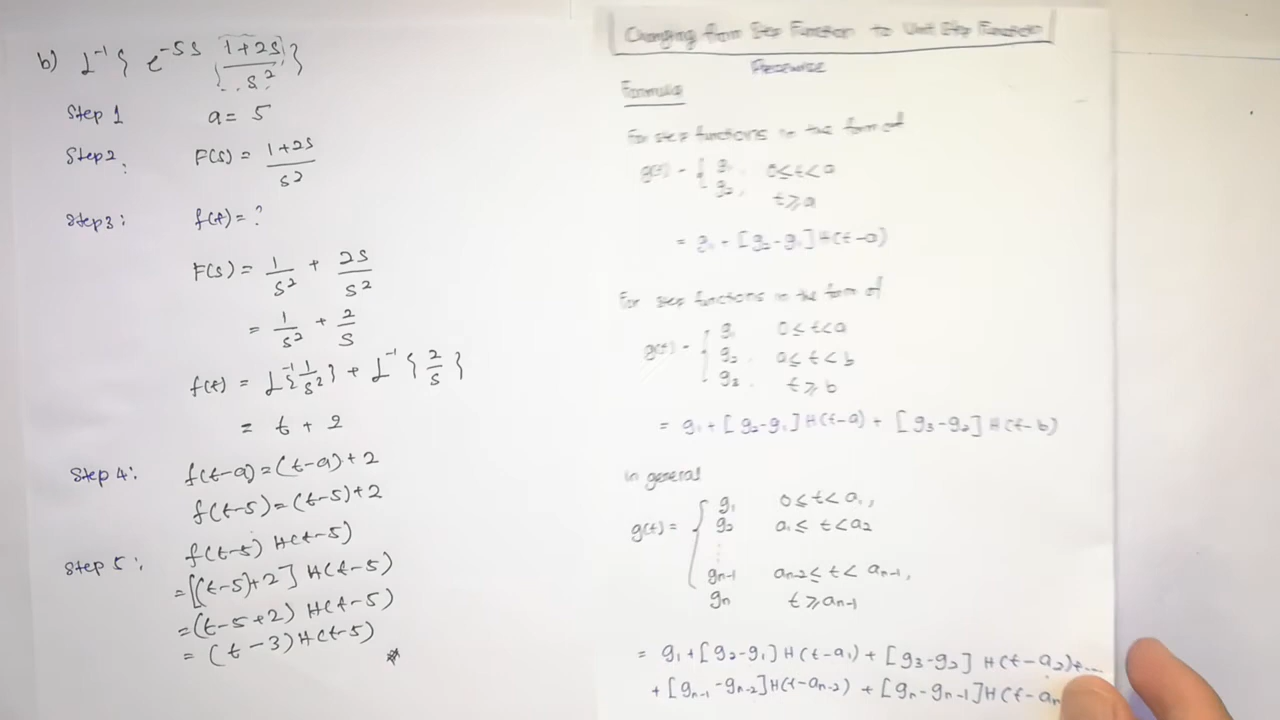 b) L⁻¹ { e^-5s { 1+2s / s² } }
Step 1 a = 5
Step 2: F(s) = 1+2s / s²
Step 3: f(t) = ?
F(s) = 1/s² + 2s/s²
= 1/s² + 2/s
f(t) = L⁻¹{1/s²} + L⁻¹{2/s}
= t + 2
Step 4: f(t-a) = (t-a)+2
f(t-5) = (t-5)+2
Step 5: f(t-5) H(t-5)
= [(t-5)+2] H(t-5)
= (t-5+2) H(t-5)
= (t-3) H(t-5)
Changing from Step Function to Unit Step Function
Piecewise
Formula
For step functions in the form of
g(t) = { g₁, 0≤t<a
g₂, t≥a
= g₁ + [g₂-g₁] H(t-a)
For step functions in the form of
g(t) = { g₁ 0≤t<a
g₂. a≤t<b
g₃. t≥b
= g₁ + [g₂-g₁] H(t-a) + [g₃-g₂] H(t-b)
In general
g(t) = { g₁ 0≤t<a₁,
g₂ a₁≤t<a₂
⋮
gn-1 an-2≤t<an-1,
gn t≥an-1
= g₁+[g₂-g₁] H(t-a₁) + [g₃-g₂] H(t-a₂)+...
+ [gn-1-gn-2] H(t-an-2) + [gn-gn-1] H(t-an